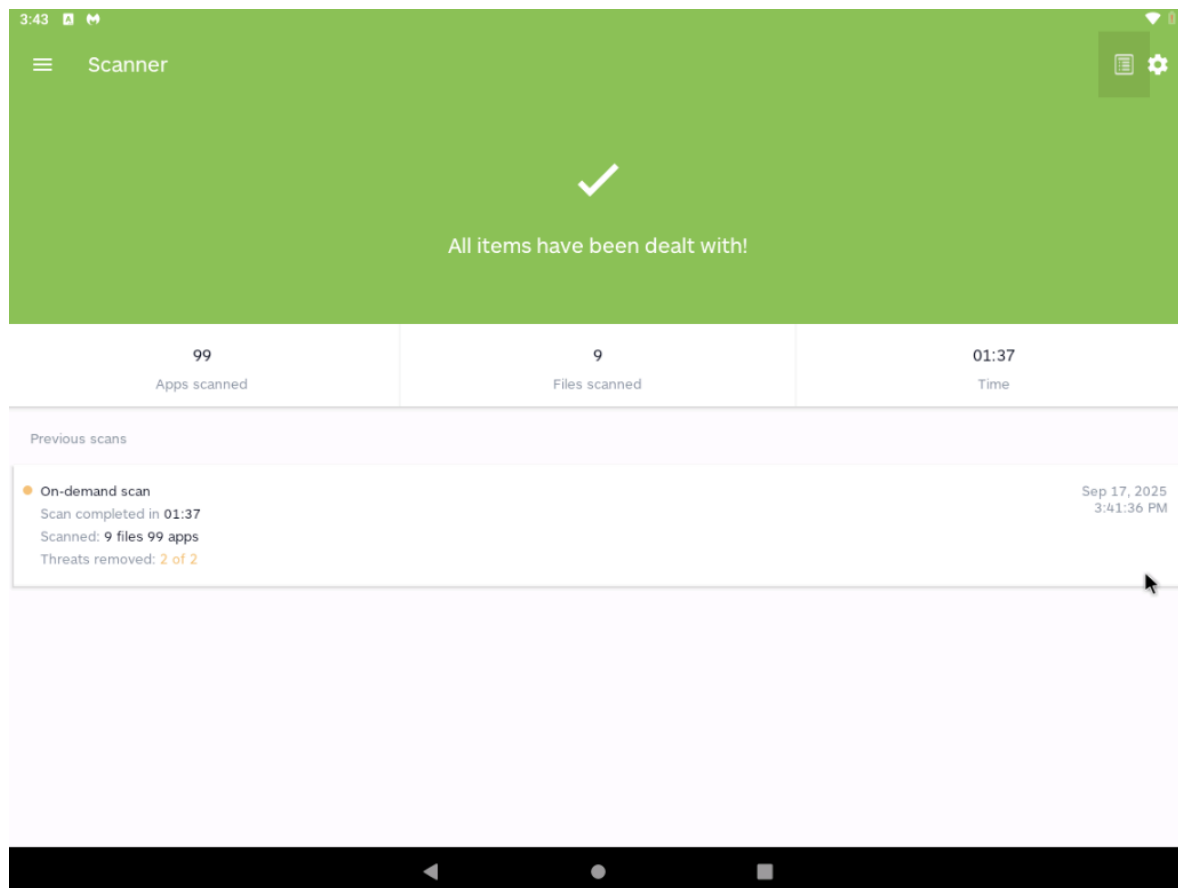 3:43
Scanner
All items have been dealt with!
99
Apps scanned
9
Files scanned
01:37
Time
Previous scans
On-demand scan
Sep 17, 2025
Scan completed in 01:37
3:41:36 PM
Scanned: 9 files 99 apps
Threats removed: 2 of 2